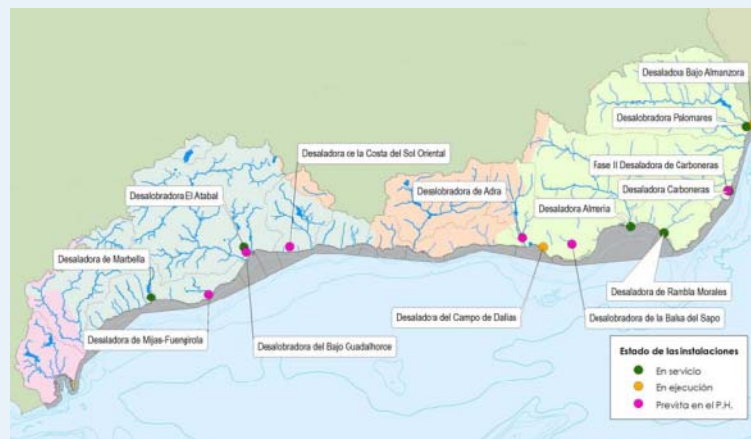 Desaladora Bajo Almanzora
Desalobradora Palomares
Desaladora de la Costa del Sol Oriental
Fase II Desaladora de Carboneras
Desalobradora El Atabal
Desalobradora de Adra
Desaladora Carboneras
Desaladora Almeria
Desaladora de Marbella
Desaladora de Rambla Morales
Desaladora del Campo de Dalias
Desalobradora de la Balsa del Sapo
Desaladora de Mijas-Fuengirola
Desalobradora del Bajo Guadalhorce
Estado de las instalaciones
En servicio
En ejecución
Prevista en el P.H.